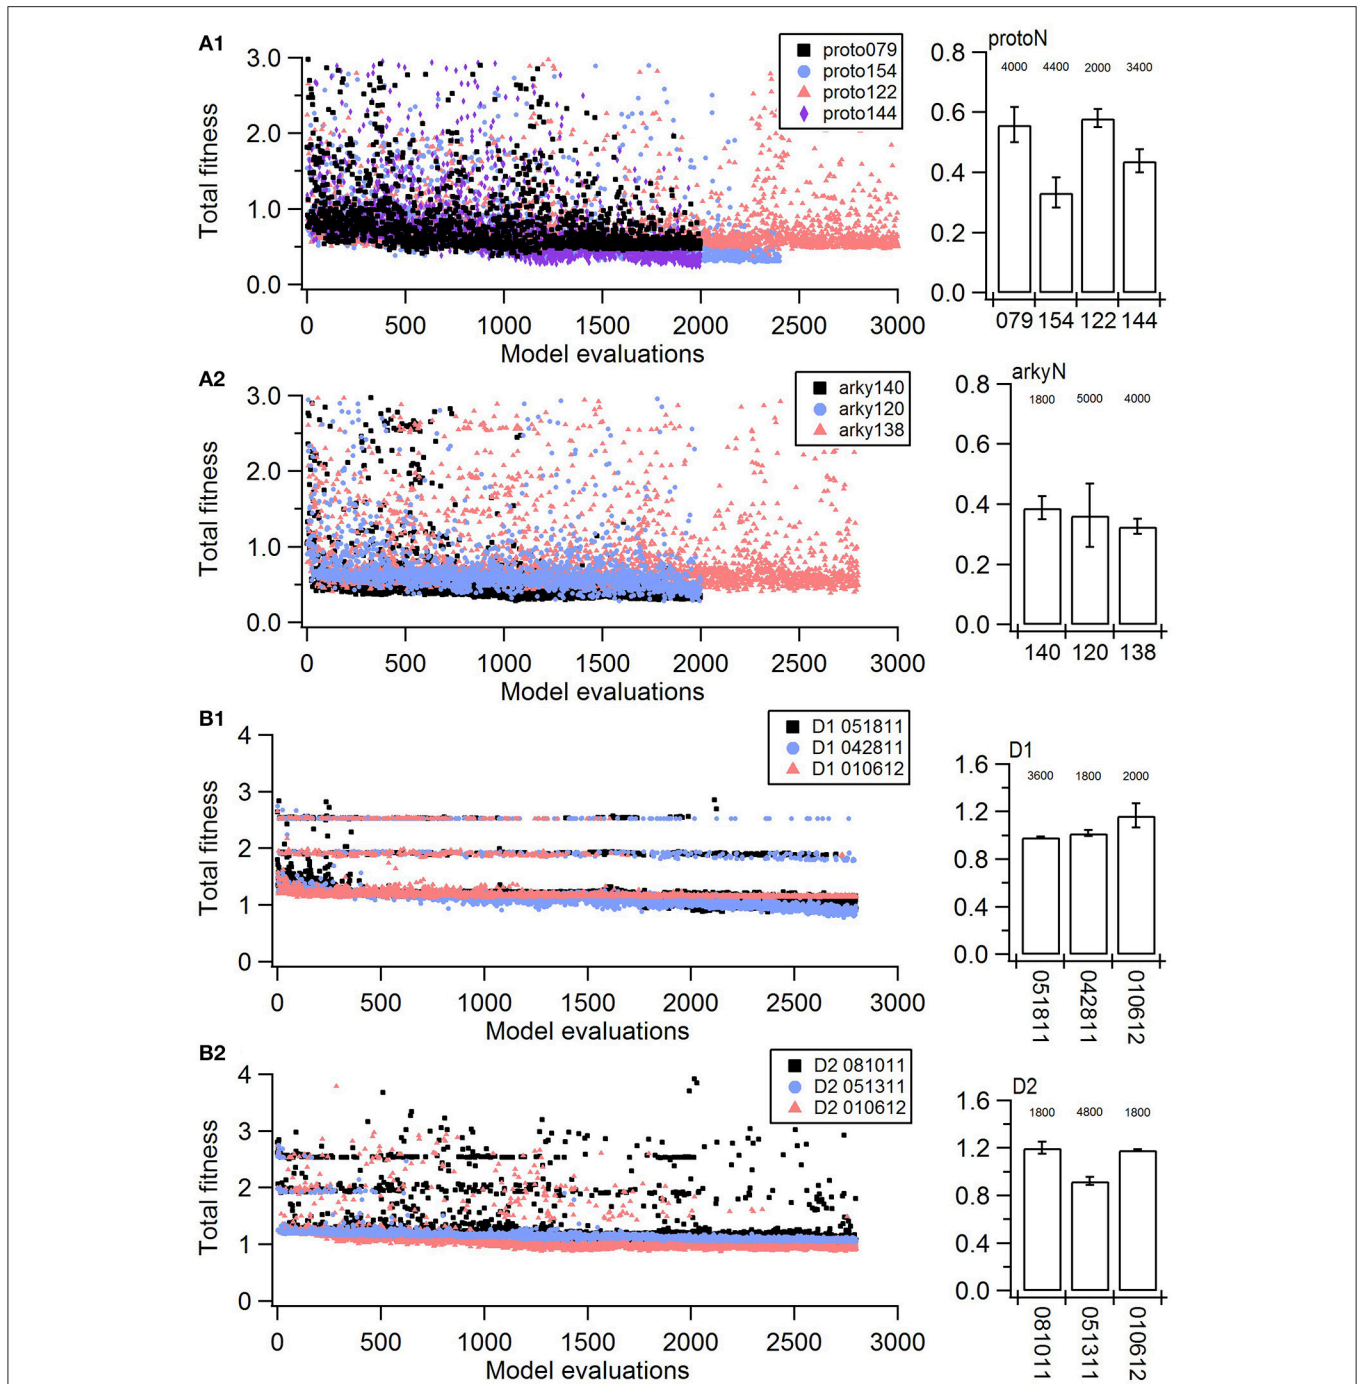 A1
3.0
2.0
1.0
0.0
Total fitness
0 500 1000 1500 2000 2500 3000
Model evaluations
proto079
proto154
proto122
proto144
protoN
0.8
0.6
0.4
0.2
0.0
4000 4400 2000 3400
079 154 122 144
A2
3.0
2.0
1.0
0.0
Total fitness
0 500 1000 1500 2000 2500 3000
Model evaluations
arky140
arky120
arky138
arkyN
0.8
0.6
0.4
0.2
0.0
1800 5000 4000
140 120 138
B1
4
3
2
1
0
Total fitness
0 500 1000 1500 2000 2500 3000
Model evaluations
D1 051811
D1 042811
D1 010612
D1
1.6
1.2
0.8
0.4
0.0
3600 1800 2000
051811
042811
010612
B2
4
3
2
1
0
Total fitness
0 500 1000 1500 2000 2500 3000
Model evaluations
D2 081011
D2 051311
D2 010612
D2
1.6
1.2
0.8
0.4
0.0
1800 4800 1800
081011
051311
010612